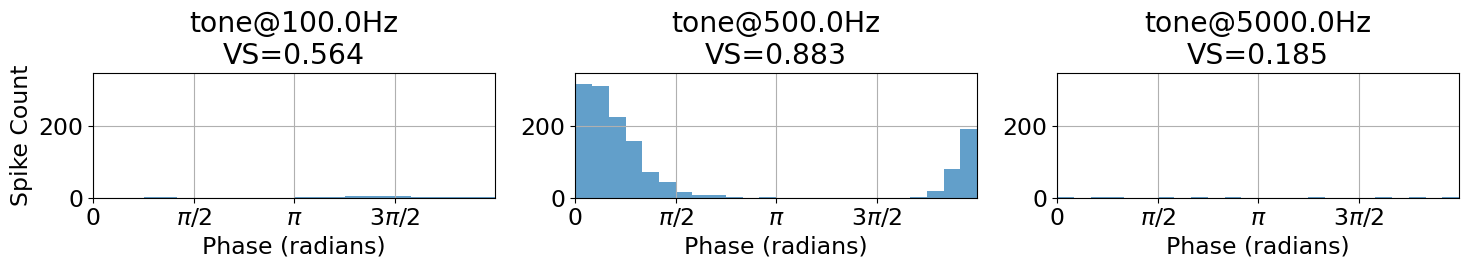 tone@100.0Hz
VS=0.564
tone@500.0Hz
VS=0.883
tone@5000.0Hz
VS=0.185
Spike Count
200
0
0
π/2
π
3π/2
Phase (radians)
200
0
0
π/2
π
3π/2
Phase (radians)
200
0
0
π/2
π
3π/2
Phase (radians)